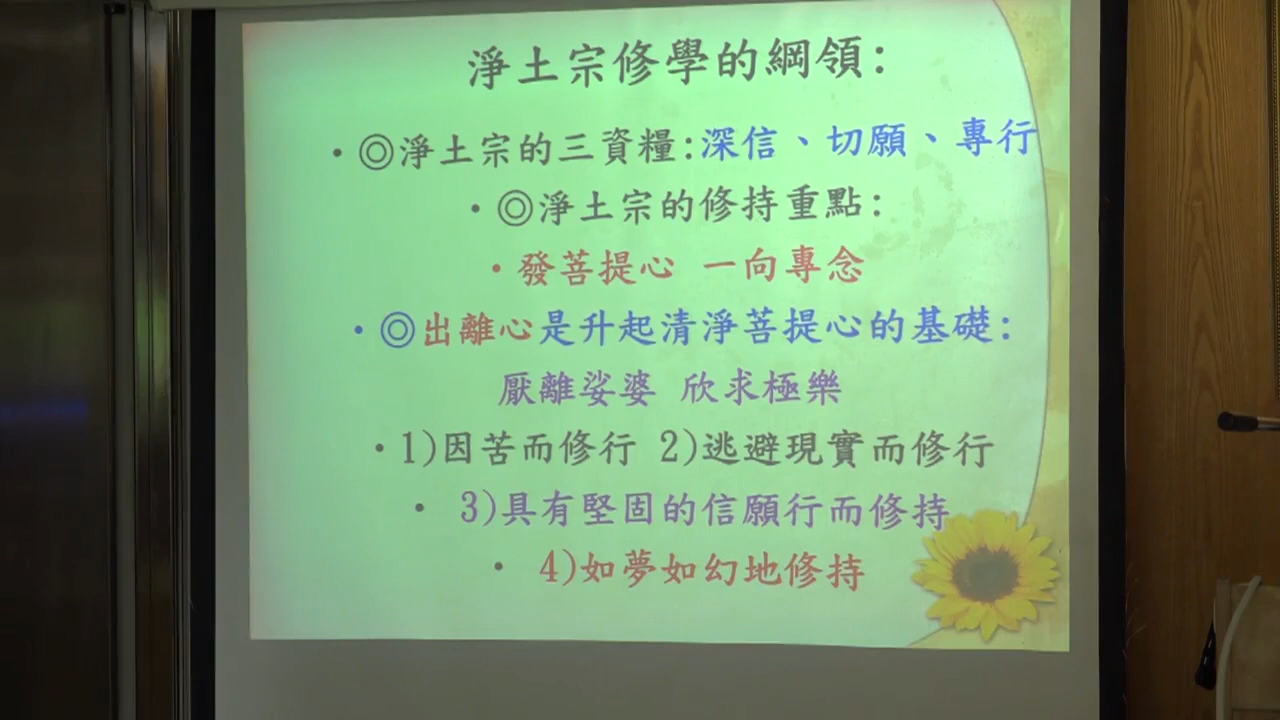 淨土宗修學的綱領:
•◎淨土宗的三資糧:深信、切願、專行
•◎淨土宗的修持重點:
•發菩提心 一向專念
•◎出離心是升起清淨菩提心的基礎:
厭離娑婆 欣求極樂
•1)因苦而修行 2)逃避現實而修行
• 3)具有堅固的信願行而修持
• 4)如夢如幻地修持